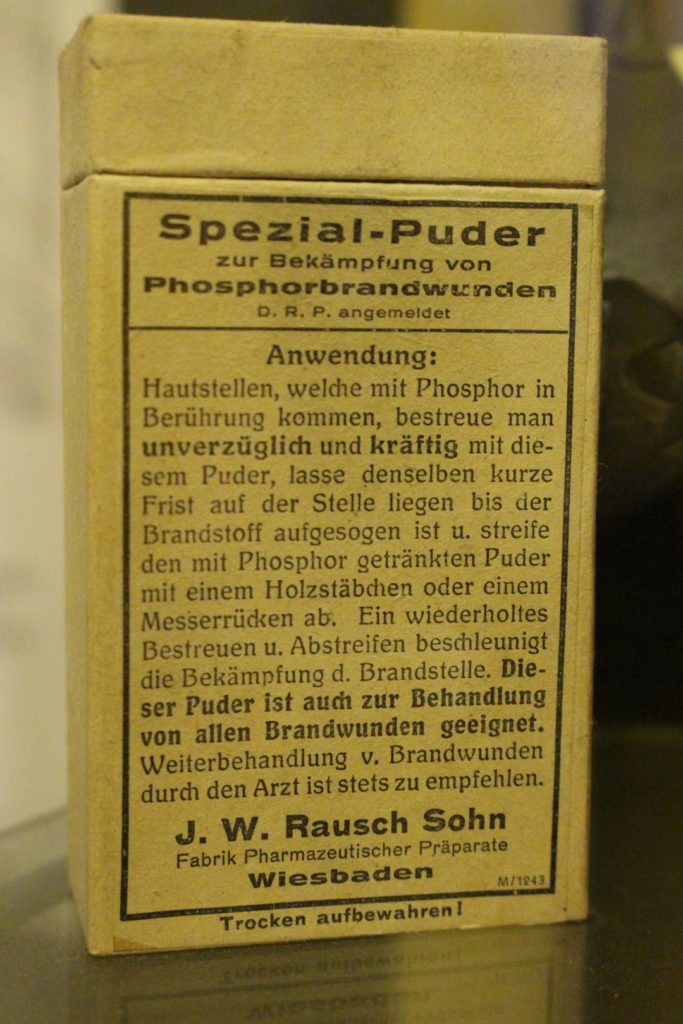 Spezial-Puder
zur Bekämpfung von
Phosphorbrandwunden
D. R. P. angemeldet
Anwendung:
Hautstellen, welche mit Phosphor in
Berührung kommen, bestreue man
unverzüglich und kräftig mit die-
sem Puder, lasse denselben kurze
Frist auf der Stelle liegen bis der
Brandstoff aufgesogen ist u. streife
den mit Phosphor getränkten Puder
mit einem Holzstäbchen oder einem
Messerrücken ab. Ein wiederholtes
Bestreuen u. Abstreifen beschleunigt
die Bekämpfung d. Brandstelle. Die-
ser Puder ist auch zur Behandlung
von allen Brandwunden geeignet.
Weiterbehandlung v. Brandwunden
durch den Arzt ist stets zu empfehlen.
J. W. Rausch Sohn
Fabrik Pharmazeutischer Präparate
Wiesbaden
M/1243
Trocken aufbewahren!